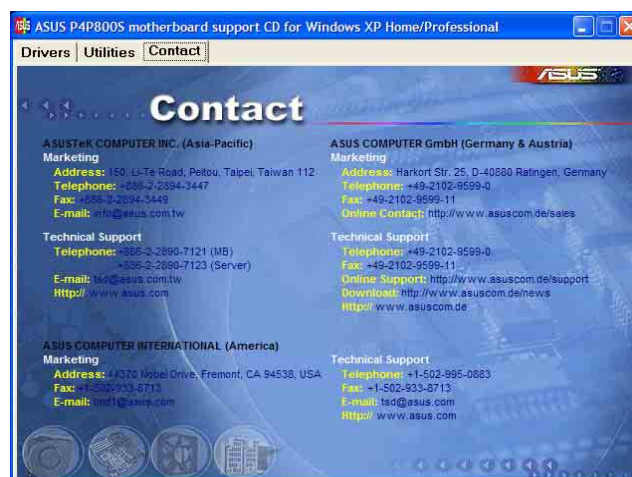 ASUS P4P800S motherboard support CD for Windows XP Home/Professional
Drivers Utilities Contact
ASUS
Contact
ASUSTeK COMPUTER INC. (Asia-Pacific)
Marketing
Address: 150, Li-Te Road, Peitou, Taipei, Taiwan 112
Telephone: +886-2-2894-3447
Fax: +886-2-2894-3449
E-mail: info@asus.com.tw
Technical Support
Telephone: +886-2-2890-7121 (MB)
+886-2-2890-7123 (Server)
E-mail: tsd@asus.com.tw
Http:// www.asus.com
ASUS COMPUTER GmbH (Germany & Austria)
Marketing
Address: Harkort Str. 25, D-40880 Ratingen, Germany
Telephone: +49-2102-9599-0
Fax: +49-2102-9599-11
Online Contact: http://www.asuscom.de/sales
Technical Support
Telephone: +49-2102-9599-0
Fax: +49-2102-9599-11
Online Support: http://www.asuscom.de/support
Download: http://www.asuscom.de/news
Http:// www.asuscom.de
ASUS COMPUTER INTERNATIONAL (America)
Marketing
Address: 44370 Nobel Drive, Fremont, CA 94538, USA
Fax: +1-502-933-8713
E-mail: tmd1@asus.com
Technical Support
Telephone: +1-502-995-0883
Fax: +1-502-933-8713
E-mail: tsd@asus.com
Http:// www.asus.com